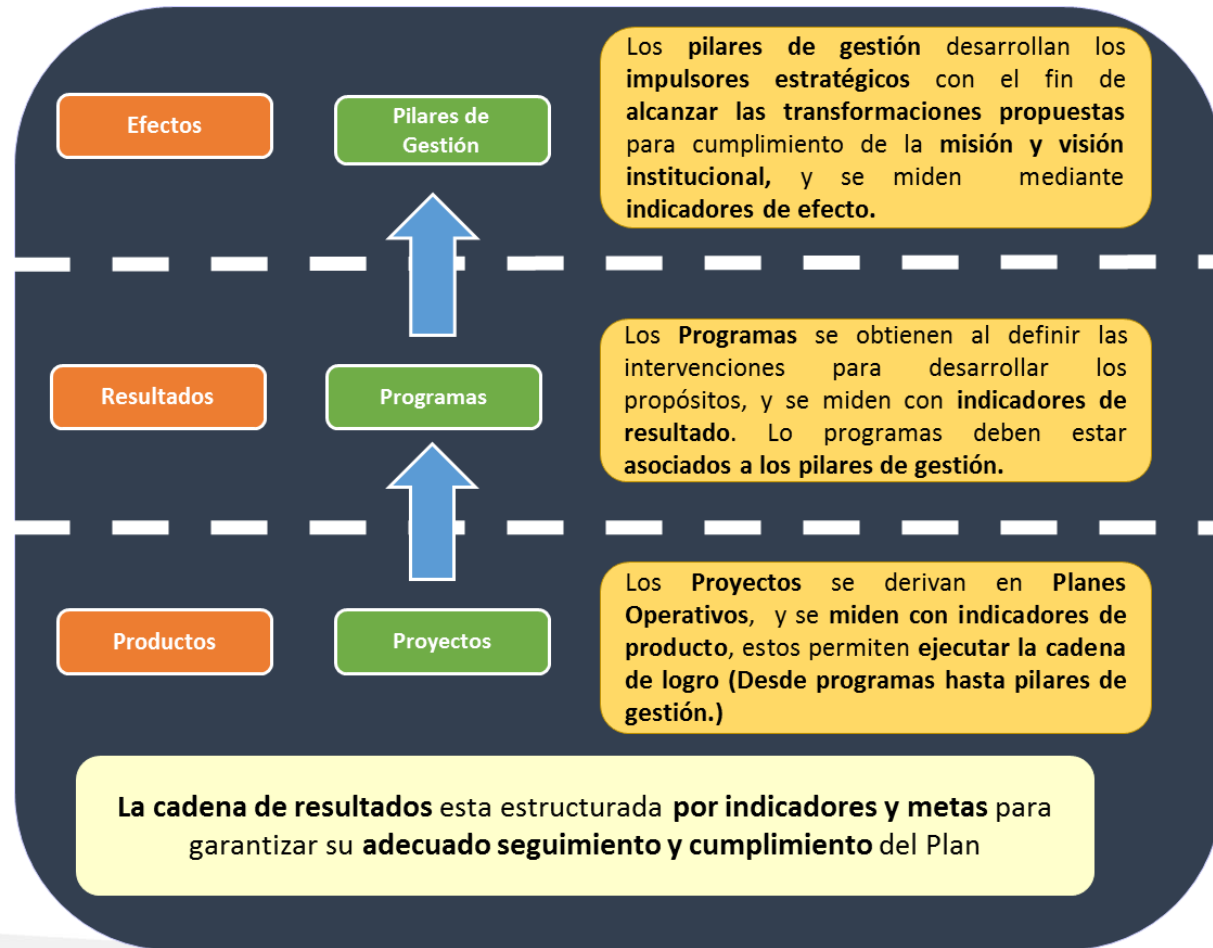 Efectos
Pilares de
Gestión
Los pilares de gestión desarrollan los
impulsores estratégicos con el fin de
alcanzar las transformaciones propuestas
para cumplimiento de la misión y visión
institucional, y se miden mediante
indicadores de efecto.
Resultados
Programas
Los Programas se obtienen al definir las
intervenciones para desarrollar los
propósitos, y se miden con indicadores de
resultado. Lo programas deben estar
asociados a los pilares de gestión.
Productos
Proyectos
Los Proyectos se derivan en Planes
Operativos, y se miden con indicadores de
producto, estos permiten ejecutar la cadena
de logro (Desde programas hasta pilares de
gestión.)
La cadena de resultados esta estructurada por indicadores y metas para
garantizar su adecuado seguimiento y cumplimiento del Plan